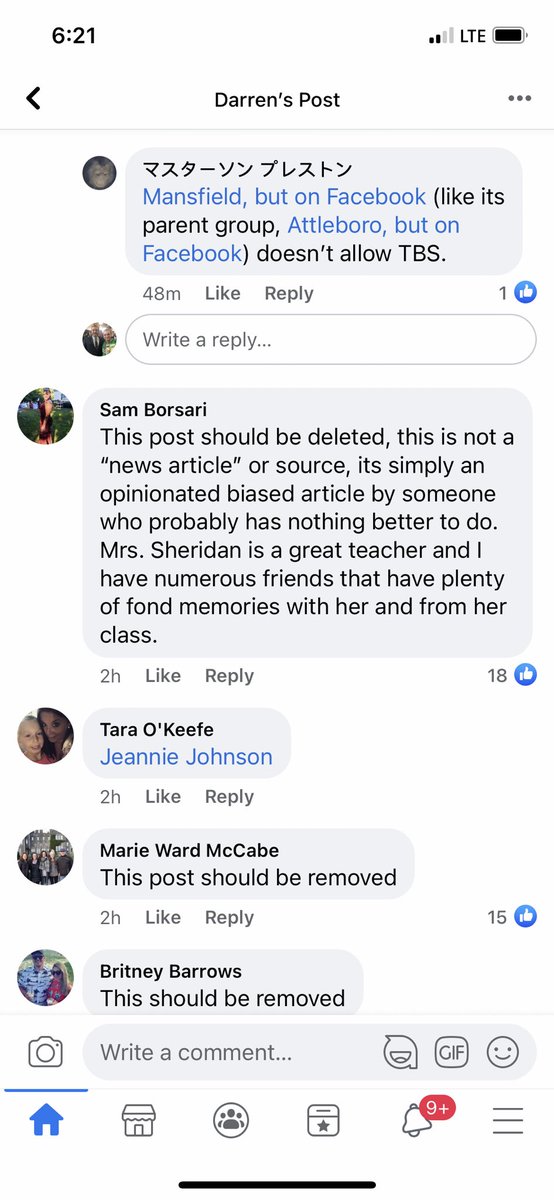 6:21
LTE
Darren's Post
マスターソン プレストン
Mansfield, but on Facebook (like its
parent group, Attleboro, but on
Facebook) doesn't allow TBS.
48m Like Reply 1
Write a reply...
Sam Borsari
This post should be deleted, this is not a
“news article” or source, its simply an
opinionated biased article by someone
who probably has nothing better to do.
Mrs. Sheridan is a great teacher and I
have numerous friends that have plenty
of fond memories with her and from her
class.
2h Like Reply 18
Tara O'Keefe
Jeannie Johnson
2h Like Reply
Marie Ward McCabe
This post should be removed
2h Like Reply 15
Britney Barrows
This should be removed
Write a comment...
GIF
9+